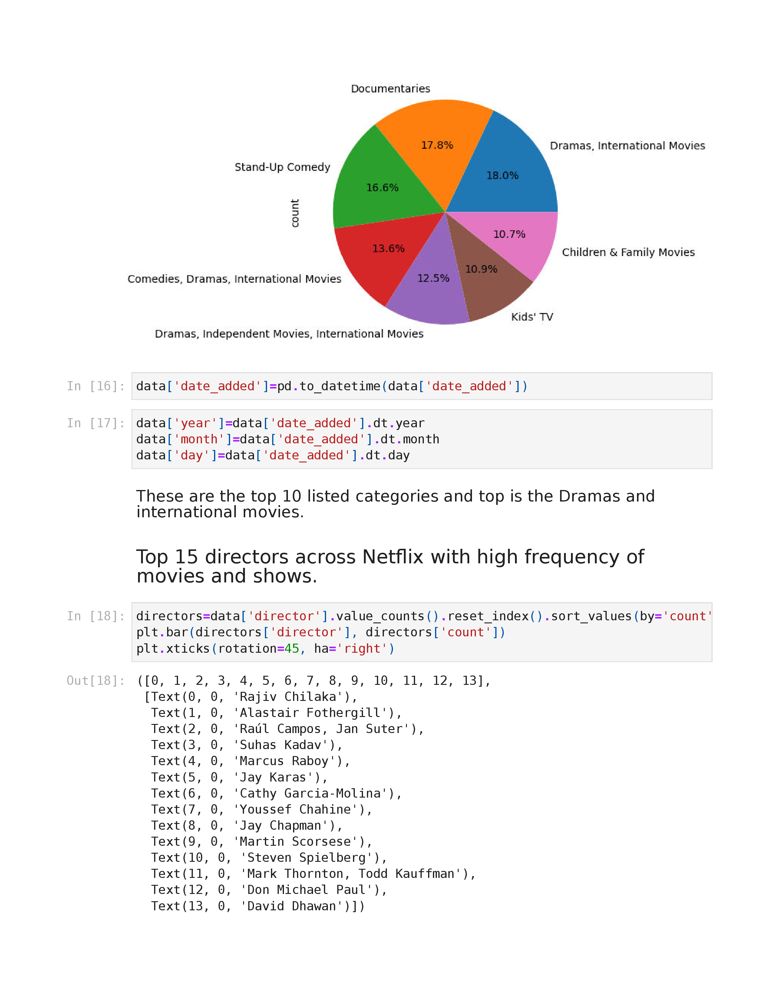 Documentaries
Dramas, International Movies
17.8%
Stand-Up Comedy
18.0%
16.6%
count
10.7%
13.6%
Children & Family Movies
10.9%
12.5%
Comedies, Dramas, International Movies
Kids' TV
Dramas, Independent Movies, International Movies
In [16]: data['date_added']=pd.to_datetime(data['date_added'])
In [17]: data['year']=data['date_added'].dt.year
data['month']=data['date_added'].dt.month
data['day']=data['date_added'].dt.day
These are the top 10 listed categories and top is the Dramas and
international movies.
Top 15 directors across Netflix with high frequency of
movies and shows.
In [18]: directors=data['director'].value_counts().reset_index().sort_values(by='count'
plt.bar(directors['director'], directors['count'])
plt.xticks(rotation=45, ha='right')
Out[18]: ([0, 1, 2, 3, 4, 5, 6, 7, 8, 9, 10, 11, 12, 13],
[Text(0, 0, 'Rajiv Chilaka'),
Text(1, 0, 'Alastair Fothergill'),
Text(2, 0, 'Raúl Campos, Jan Suter'),
Text(3, 0, 'Suhas Kadav'),
Text(4, 0, 'Marcus Raboy'),
Text(5, 0, 'Jay Karas'),
Text(6, 0, 'Cathy Garcia-Molina'),
Text(7, 0, 'Youssef Chahine'),
Text(8, 0, 'Jay Chapman'),
Text(9, 0, 'Martin Scorsese'),
Text(10, 0, 'Steven Spielberg'),
Text(11, 0, 'Mark Thornton, Todd Kauffman'),
Text(12, 0, 'Don Michael Paul'),
Text(13, 0, 'David Dhawan')])